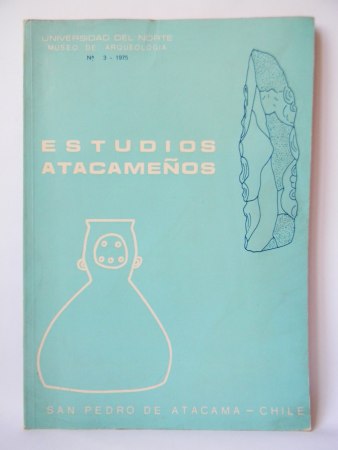 UNIVERSIDAD DEL NORTE
MUSEO DE ARQUEOLOGIA
Nº 3 - 1975
ESTUDIOS
ATACAMEÑOS
SAN PEDRO DE ATACAMA - CHILE